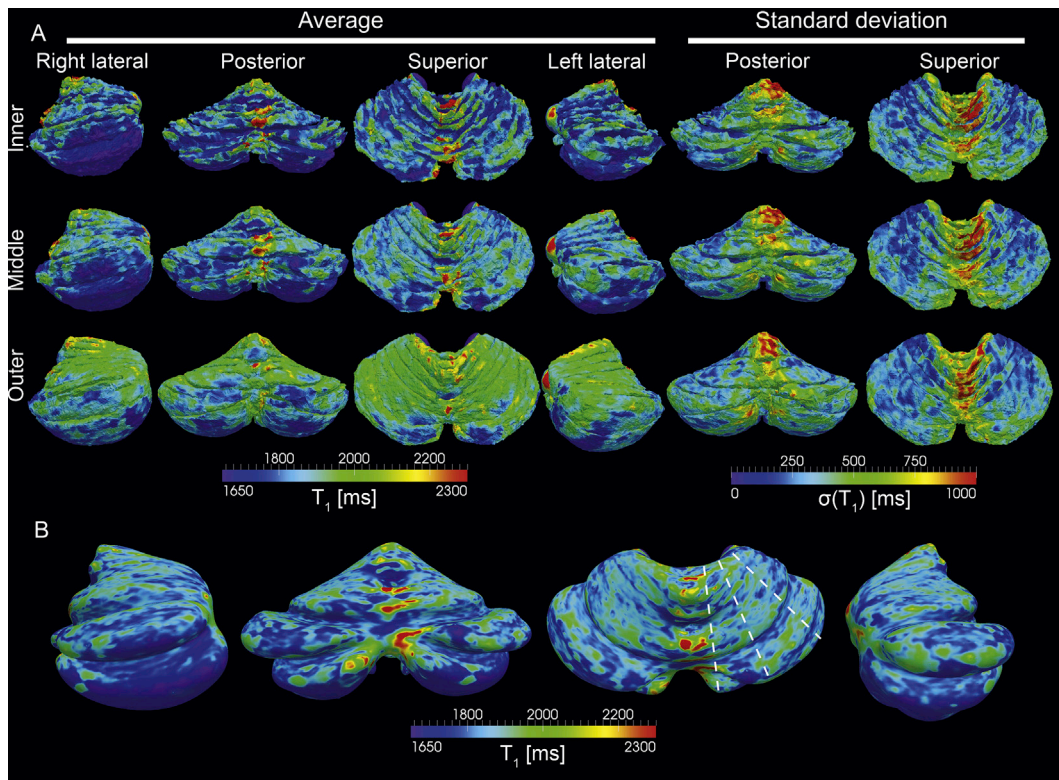 A
Average
Standard deviation
Right lateral
Posterior
Superior
Left lateral
Posterior
Superior
Inner
Middle
Outer
1800
2000
2200
1650
T₁ [ms]
2300
250
500
750
0
σ(T₁) [ms]
1000
B
1800
2000
2200
1650
T₁ [ms]
2300